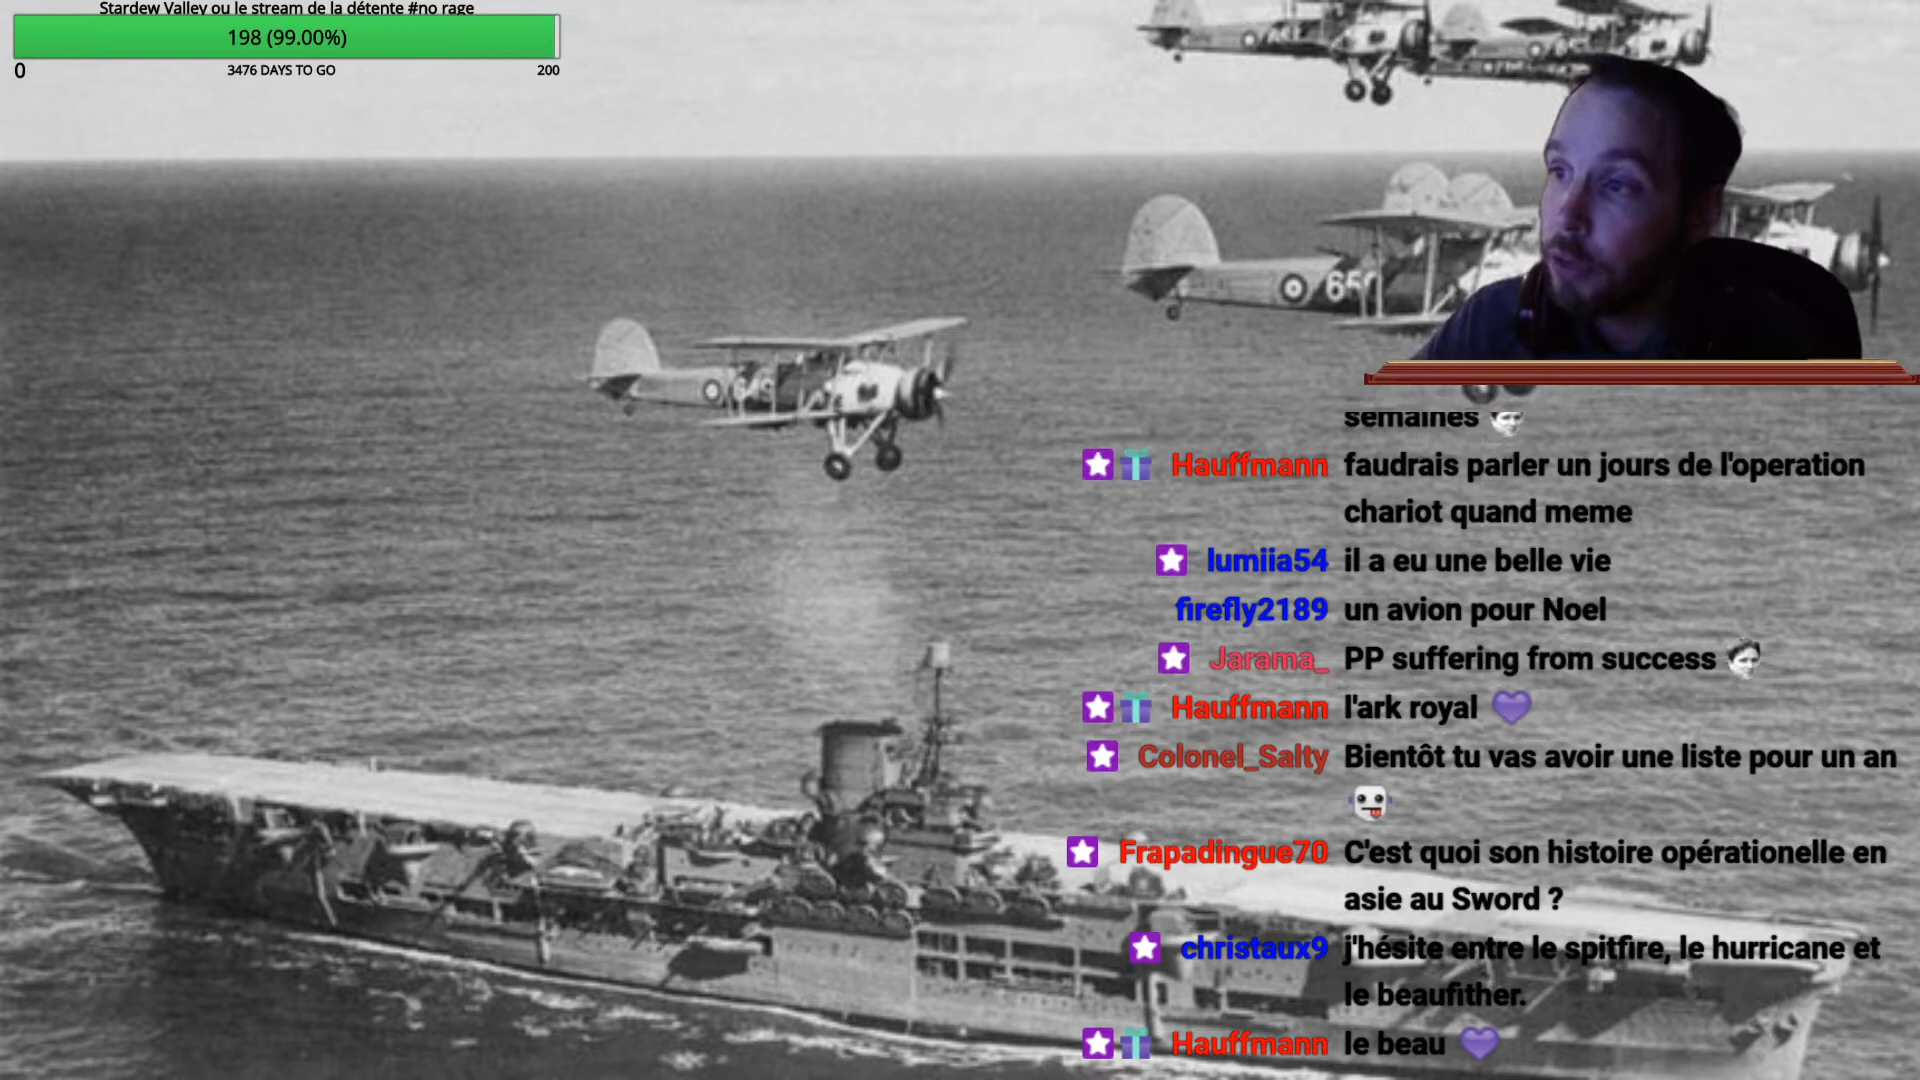 Stardew Valley ou le stream de la détente #no rage
198 (99.00%)
0 3476 DAYS TO GO 200
650
semaines
Hauffmann faudrais parler un jours de l'operation
chariot quand meme
lumiia54 il a eu une belle vie
firefly2189 un avion pour Noel
Jarama_ PP suffering from success
Hauffmann l'ark royal
Colonel_Salty Bientôt tu vas avoir une liste pour un an
Frapadingue70 C'est quoi son histoire opérationelle en
asie au Sword ?
christaux9 j'hésite entre le spitfire, le hurricane et
le beaufither.
Hauffmann le beau